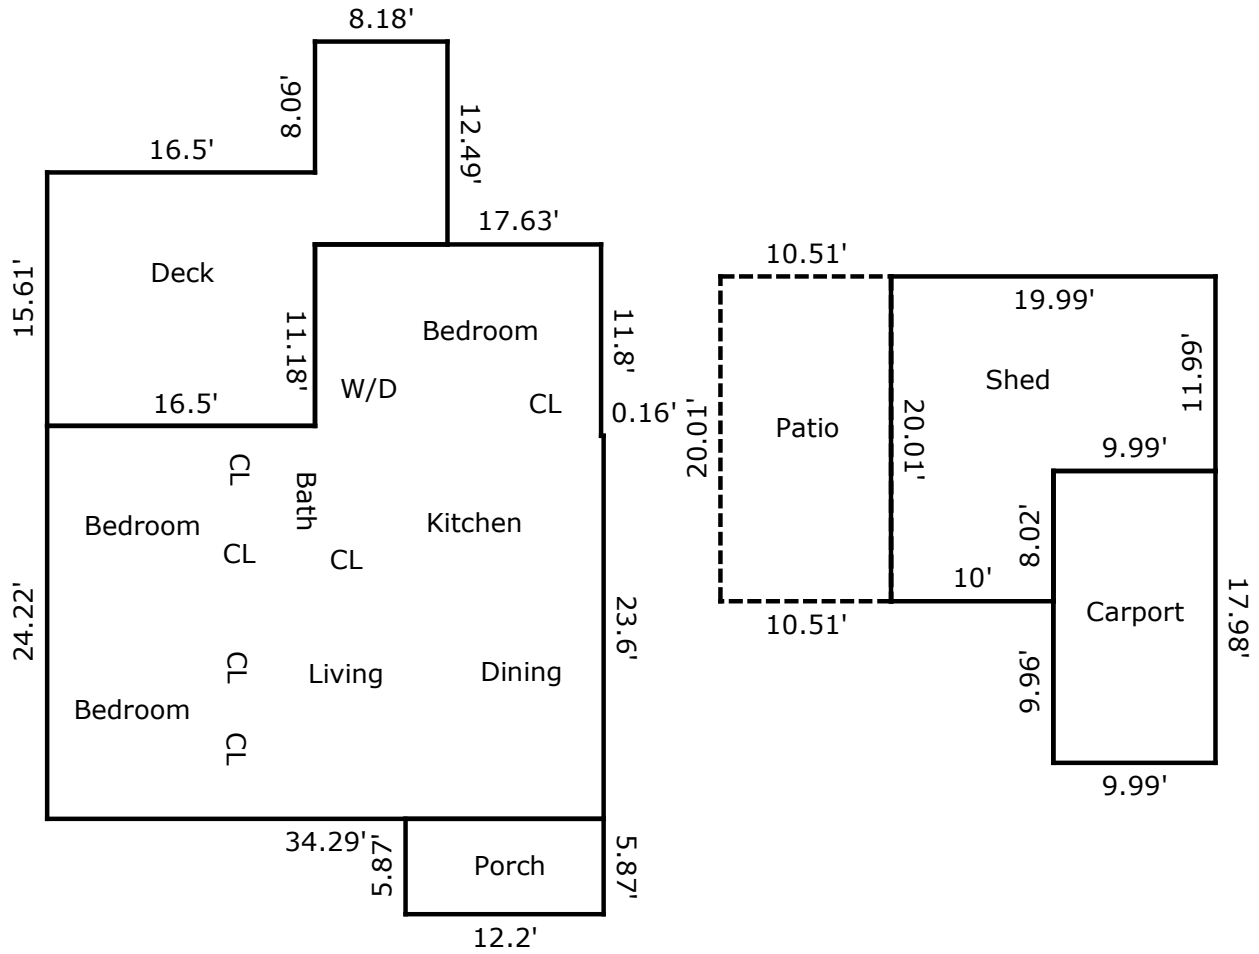 8.18'
8.06'
12.49'
16.5'
17.63'
Deck
15.61'
10.51'
19.99'
11.18'
Bedroom
11.8'
11.99'
W/D
CL
0.16'
Shed
16.5'
20.01'
Patio
20.01'
9.99'
CL
Bath
Bedroom
Kitchen
CL
CL
8.02'
10'
24.22'
23.6'
10.51'
Carport
17.98'
CL
Living
Dining
9.96'
Bedroom
CL
9.99'
34.29'
5.87'
Porch
5.87'
12.2'